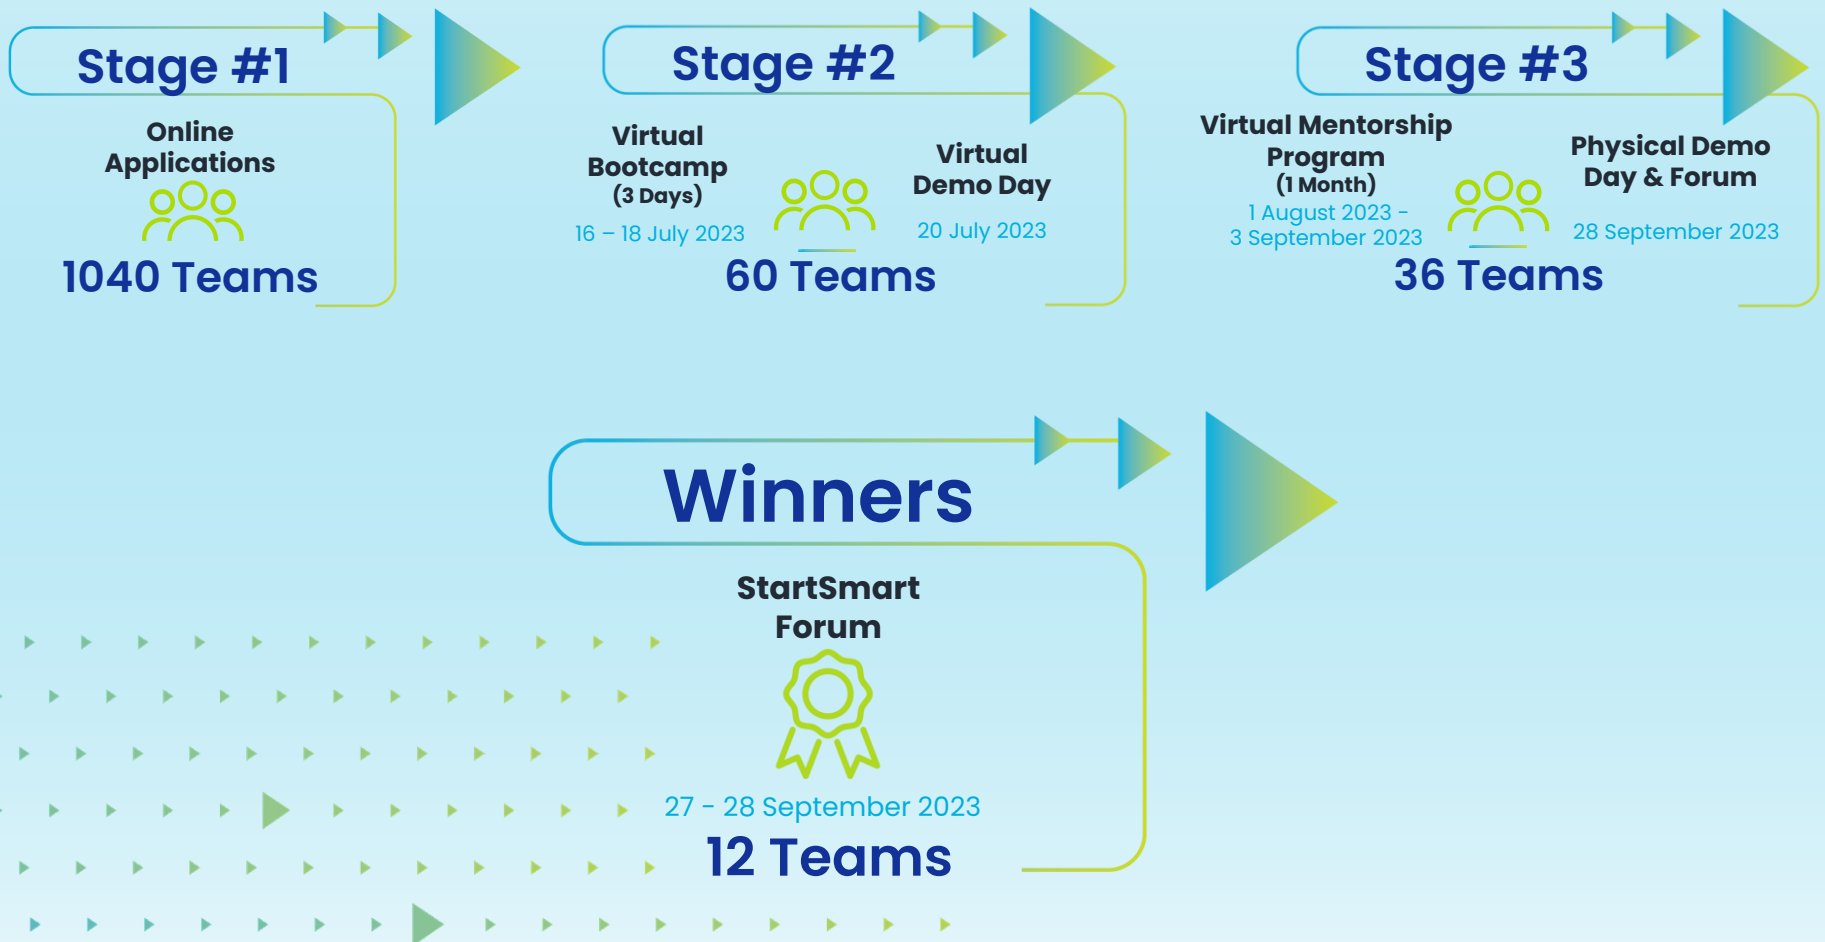 Stage #1
Online
Applications
1040 Teams
Stage #2
Virtual
Bootcamp
(3 Days)
16 – 18 July 2023
Virtual
Demo Day
20 July 2023
60 Teams
Stage #3
Virtual Mentorship
Program
(1 Month)
1 August 2023 -
3 September 2023
Physical Demo
Day & Forum
28 September 2023
36 Teams
Winners
StartSmart
Forum
27 - 28 September 2023
12 Teams